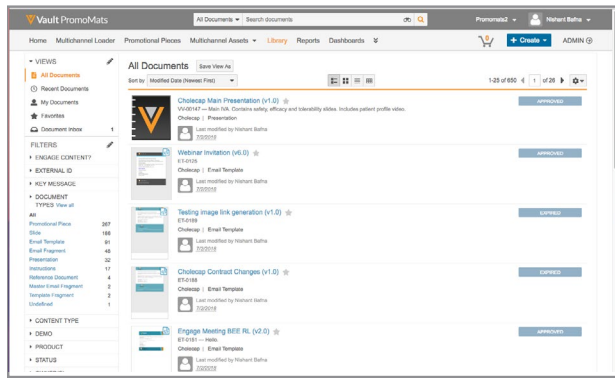 Vault PromoMats
All Documents
Search documents
Promomats2
Nishant Bafna
Home
Multichannel Loader
Promotional Pieces
Multichannel Assets
Library
Reports
Dashboards
0
+ Create
ADMIN
VIEWS
All Documents
Recent Documents
My Documents
Favorites
Document Inbox 1
FILTERS
ENGAGE CONTENT?
EXTERNAL ID
KEY MESSAGE
DOCUMENT
TYPES View all
All
Promotional Piece 267
Slide 188
Email Template 91
Email Fragment 46
Presentation 32
Instructions 17
Reference Document 4
Master Email Fragment 2
Template Fragment 2
Undefined 1
CONTENT TYPE
DEMO
PRODUCT
STATUS
All Documents
Save View As
Sort by Modified Date (Newest First)
1-25 of 650
1 of 26
Cholecap Main Presentation (v1.0)
VV-00147 — Main IVA. Contains safety, efficacy and tolerability slides. Includes patient profile video.
Cholecap | Presentation
Last modified by Nishant Bafna
7/2/2018
APPROVED
Webinar Invitation (v6.0)
ET-0126
Cholecap | Email Template
Last modified by Nishant Bafna
7/2/2018
APPROVED
Testing image link generation (v1.0)
ET-0189
Cholecap | Email Template
Last modified by Nishant Bafna
7/2/2018
EXPIRED
Cholecap Contract Changes (v1.0)
ET-0188
Cholecap | Email Template
Last modified by Nishant Bafna
7/2/2018
EXPIRED
Engage Meeting BEE RL (v2.0)
ET-0151 — Hello
Cholecap | Email Template
Last modified by Nishant Bafna
7/2/2018
APPROVED